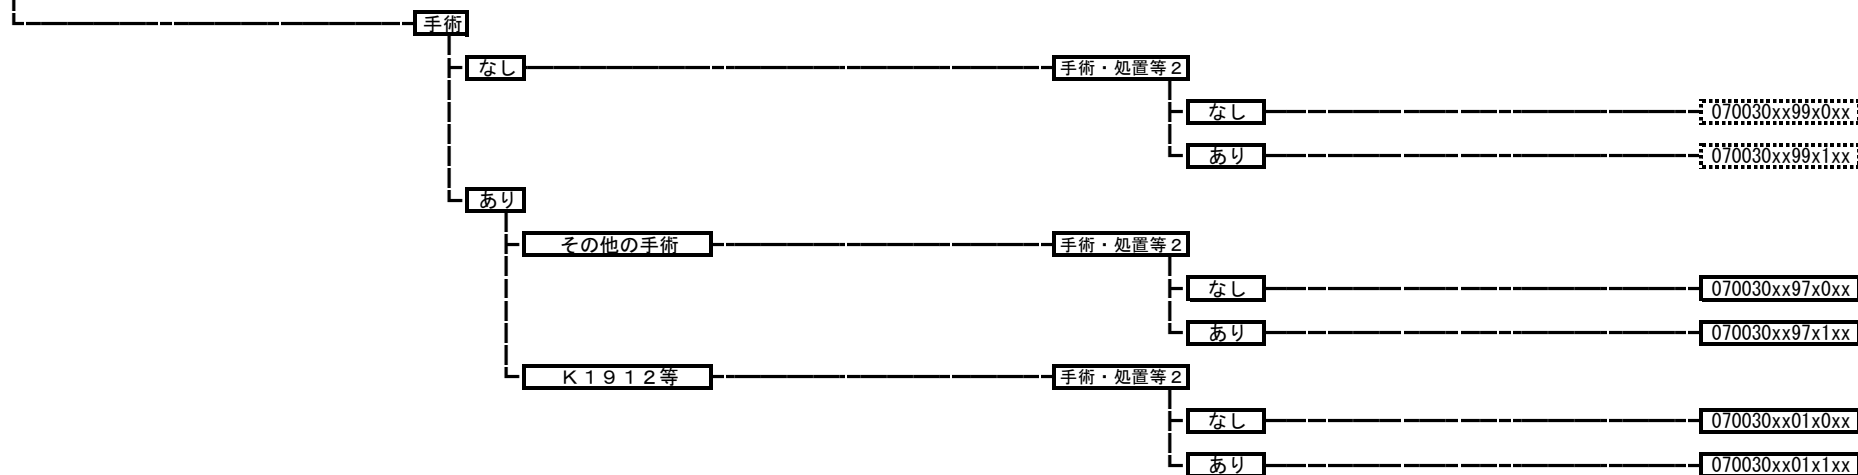 手術
なし 手術・処置等２
なし 070030xx99x0xx
あり 070030xx99x1xx
あり
その他の手術 手術・処置等２
なし 070030xx97x0xx
あり 070030xx97x1xx
Ｋ１９１２等 手術・処置等２
なし 070030xx01x0xx
あり 070030xx01x1xx